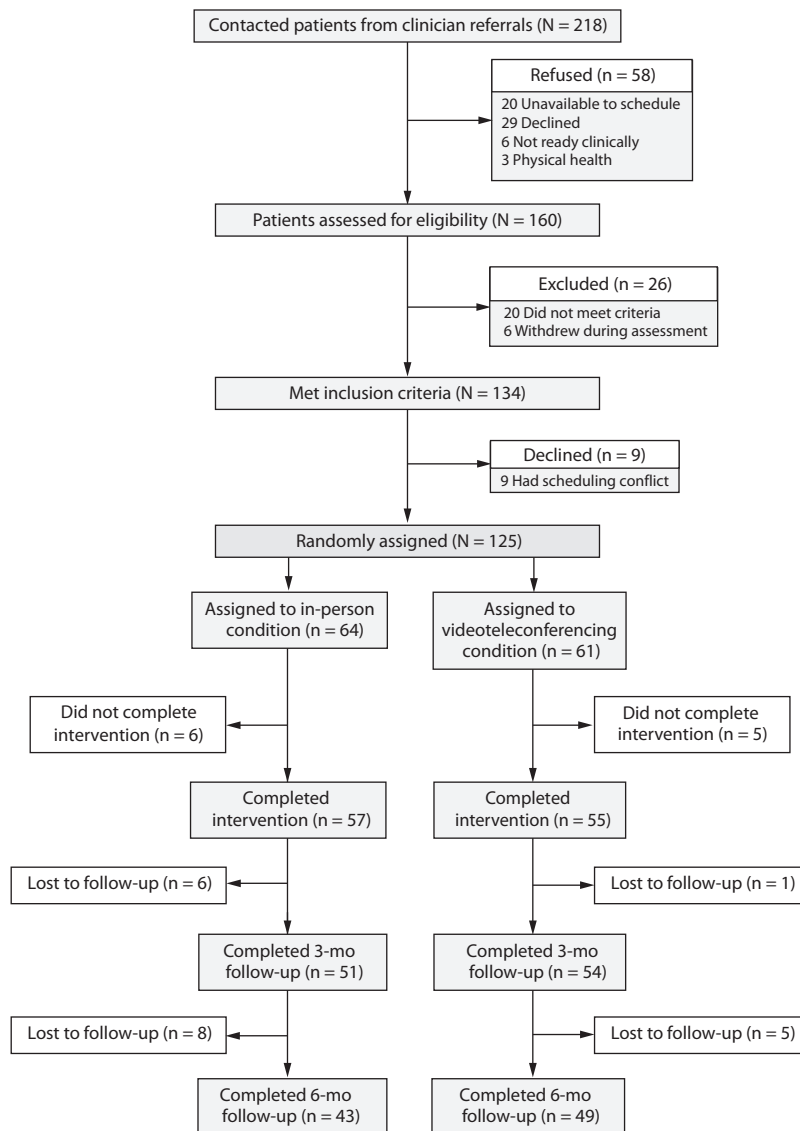 Contacted patients from clinician referrals (N = 218)
Refused (n = 58)
20 Unavailable to schedule
29 Declined
6 Not ready clinically
3 Physical health
Patients assessed for eligibility (N = 160)
Excluded (n = 26)
20 Did not meet criteria
6 Withdrew during assessment
Met inclusion criteria (N = 134)
Declined (n = 9)
9 Had scheduling conflict
Randomly assigned (N = 125)
Assigned to in-person
condition (n = 64)
Assigned to
videoteleconferencing
condition (n = 61)
Did not complete
intervention (n = 6)
Did not complete
intervention (n = 5)
Completed
intervention (n = 57)
Completed
intervention (n = 55)
Lost to follow-up (n = 6)
Lost to follow-up (n = 1)
Completed 3-mo
follow-up (n = 51)
Completed 3-mo
follow-up (n = 54)
Lost to follow-up (n = 8)
Lost to follow-up (n = 5)
Completed 6-mo
follow-up (n = 43)
Completed 6-mo
follow-up (n = 49)